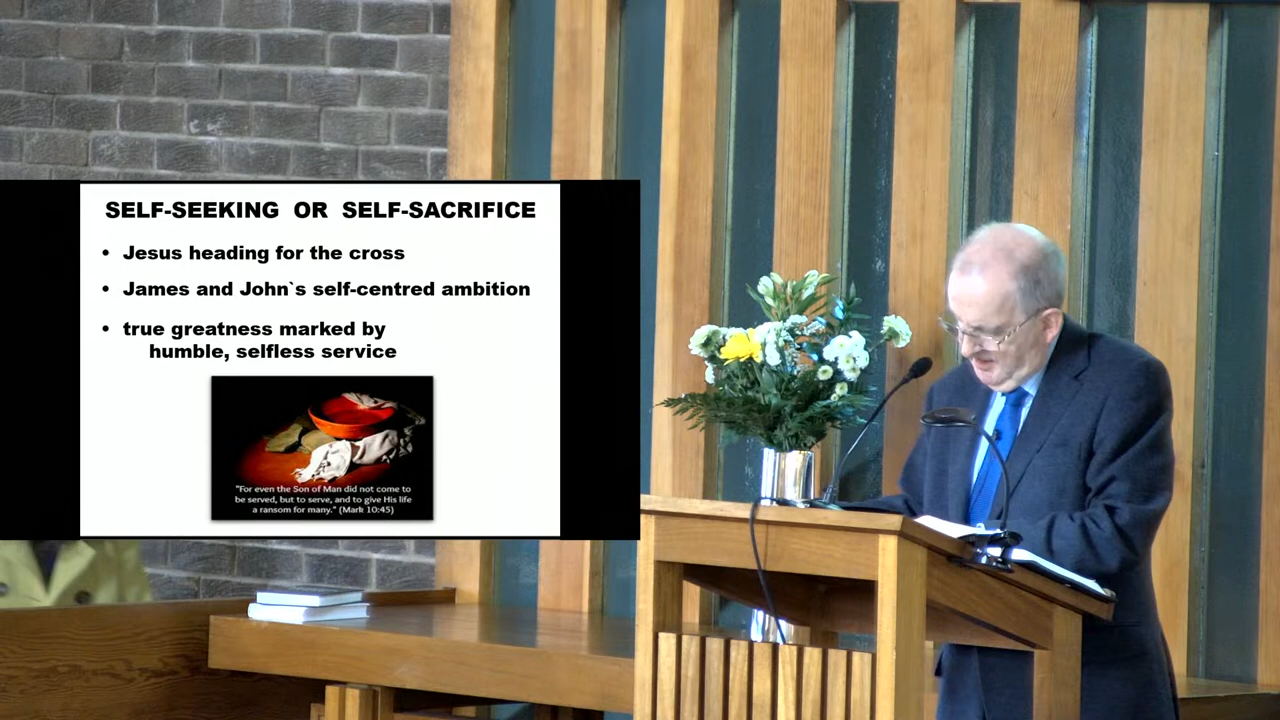 SELF-SEEKING OR SELF-SACRIFICE
• Jesus heading for the cross
• James and John`s self-centred ambition
• true greatness marked by
humble, selfless service
"For even the Son of Man did not come to
be served, but to serve, and to give His life
a ransom for many." (Mark 10:45)